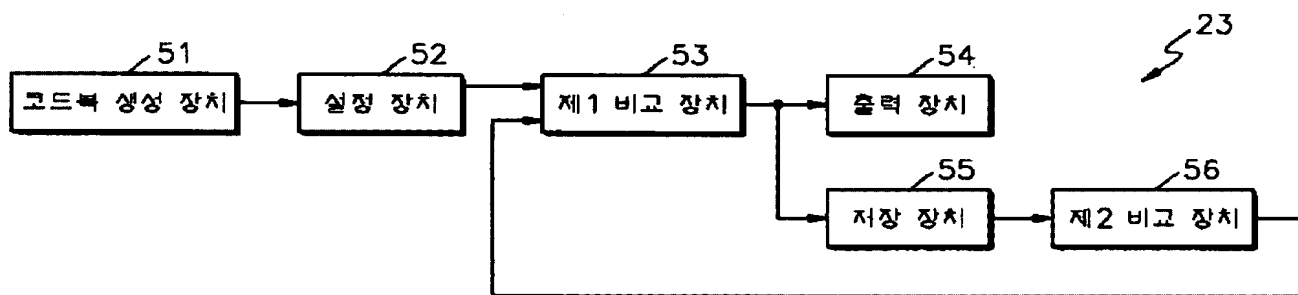 51
52
53
54
23
코드북 생성 장치
설정 장치
제1 비교 장치
출력 장치
55
56
저장 장치
제2 비교 장치